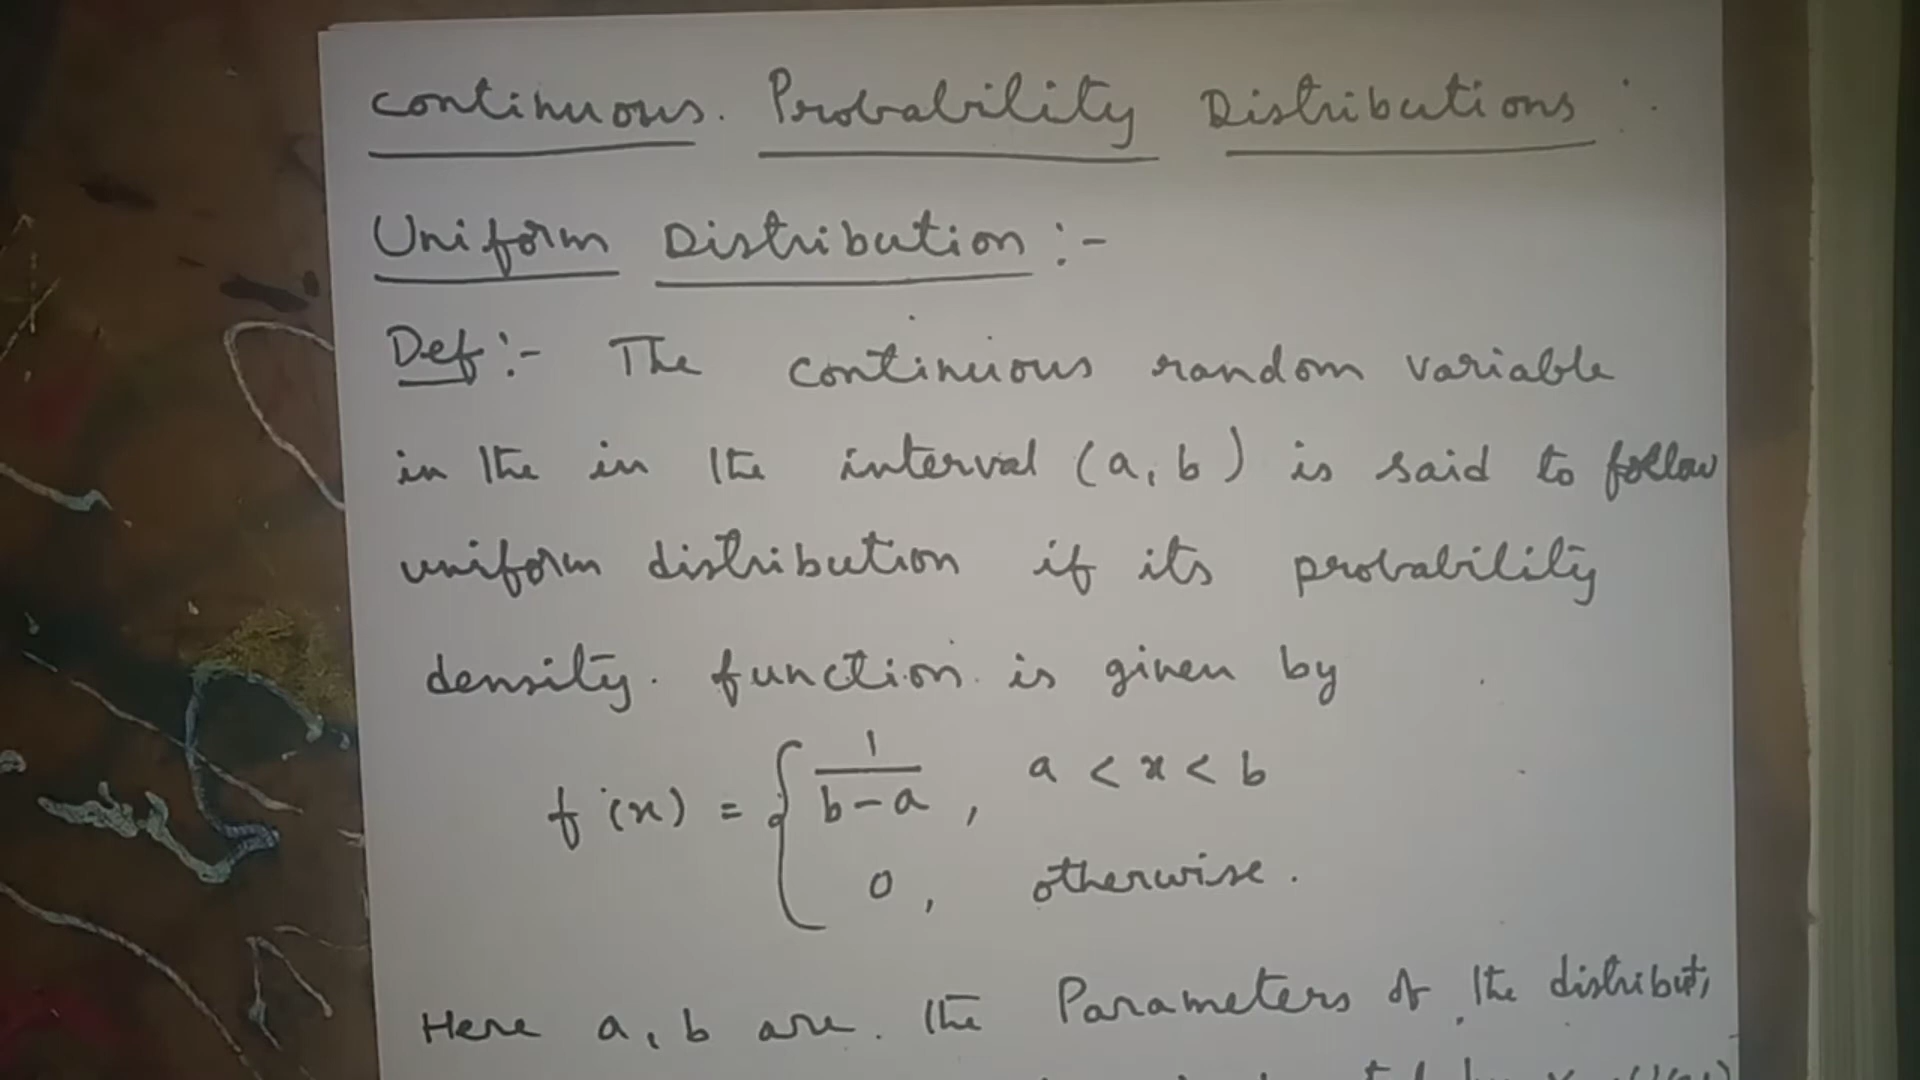 continuous. Probability Distributions :
Uniform Distribution :-
Def :- The continuous random variable
in the in the interval (a, b) is said to follow
uniform distribution if its probability
density. function is given by
f(x) = { 1/(b-a), a < x < b
0, otherwise.
Here a, b are. the Parameters of the distributi